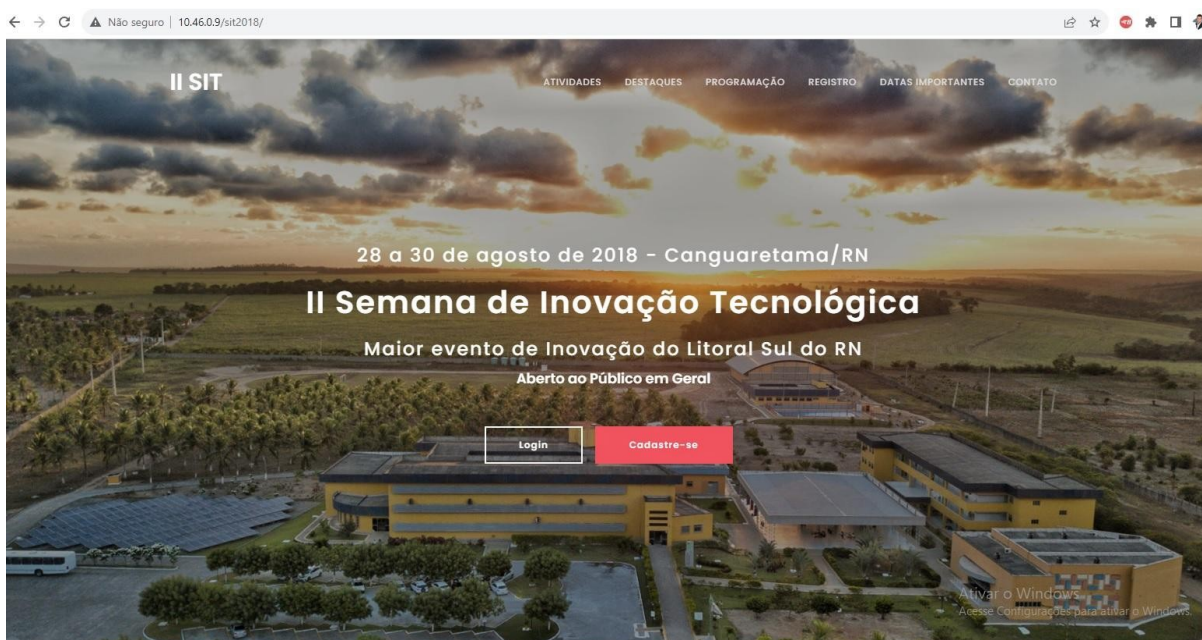 Não seguro | 10.46.0.9/sit2018/
II SIT
ATIVIDADES DESTAQUES PROGRAMAÇÃO REGISTRO DATAS IMPORTANTES CONTATO
28 a 30 de agosto de 2018 - Canguaretama/RN
II Semana de Inovação Tecnológica
Maior evento de Inovação do Litoral Sul do RN
Aberto ao Público em Geral
Login Cadastre-se
Ativar o Windows
Acesse Configurações para ativar o Windows.